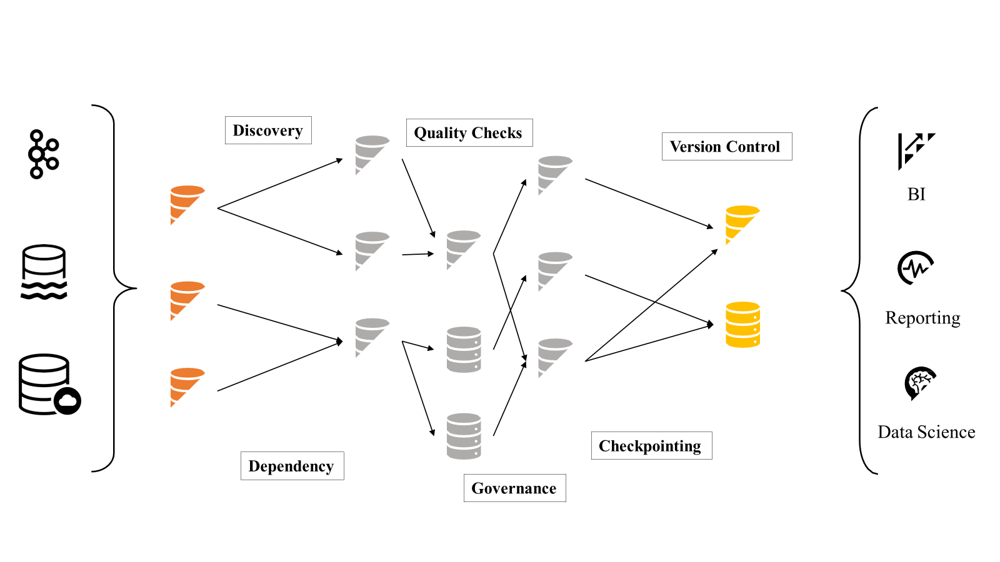 Discovery
Quality Checks
Version Control
BI
Reporting
Data Science
Checkpointing
Dependency
Governance